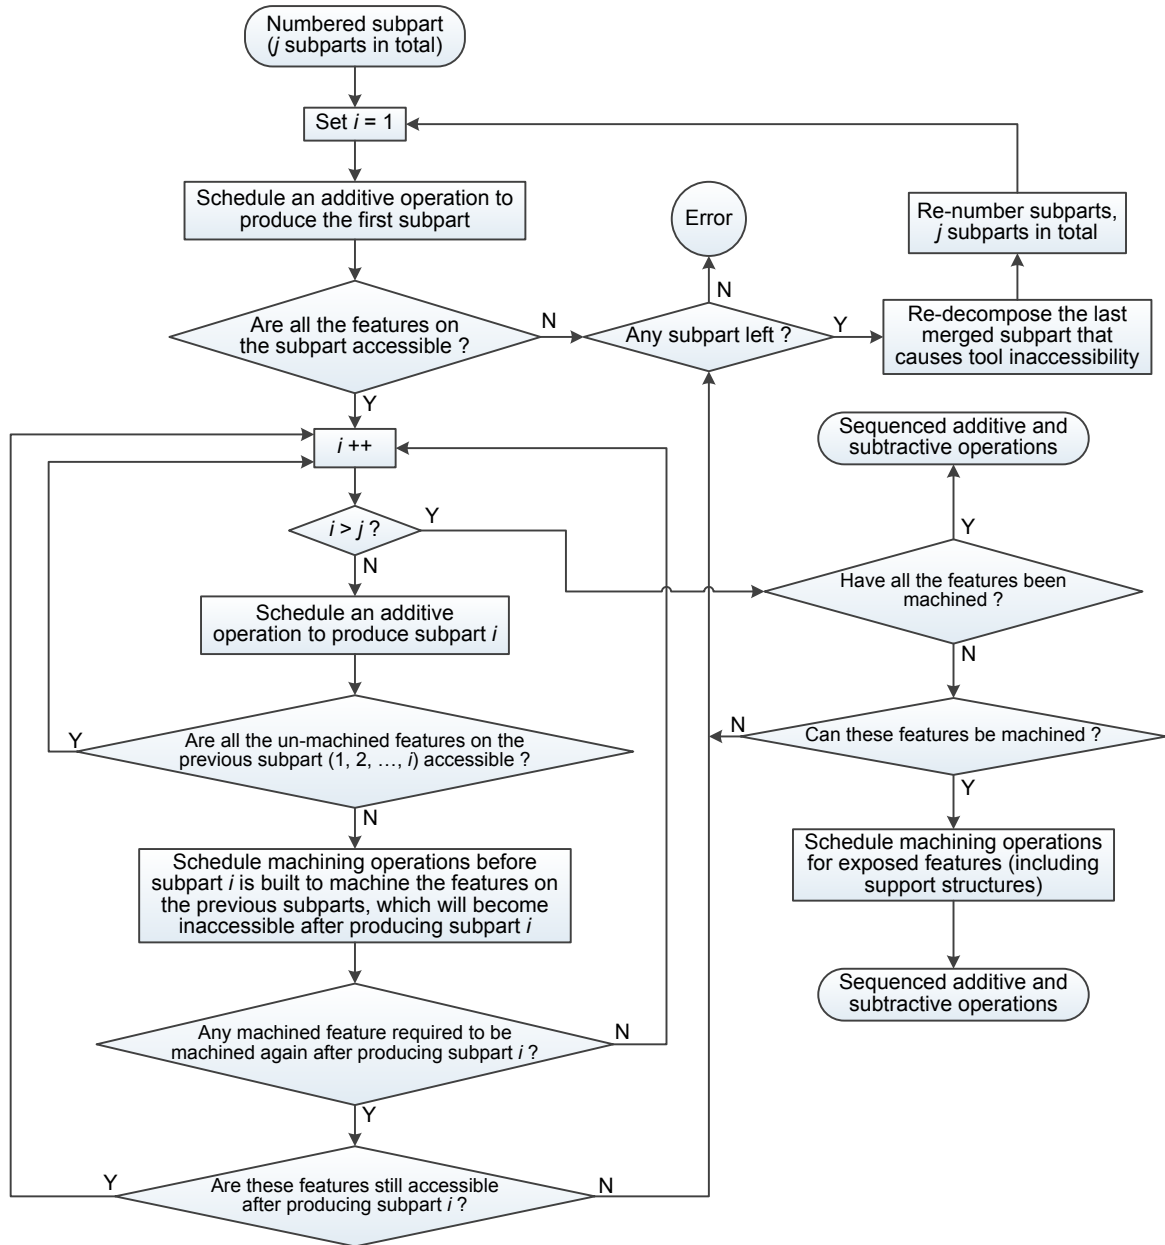 Numbered subpart
(j subparts in total)
Set i = 1
Schedule an additive operation to
produce the first subpart
Error
Re-number subparts,
j subparts in total
Are all the features on
the subpart accessible ?
N
Any subpart left ?
N
Y
Re-decompose the last
merged subpart that
causes tool inaccessibility
Y
i ++
Sequenced additive and
subtractive operations
i > j ?
Y
N
Y
Have all the features been
machined ?
N
Schedule an additive
operation to produce subpart i
Are all the un-machined features on the
previous subpart (1, 2, …, i) accessible ?
Y
N
Can these features be machined ?
N
Y
Schedule machining operations before
subpart i is built to machine the features on
the previous subparts, which will become
inaccessible after producing subpart i
Schedule machining operations
for exposed features (including
support structures)
Sequenced additive and
subtractive operations
Any machined feature required to be
machined again after producing subpart i ?
N
Y
Are these features still accessible
after producing subpart i ?
Y
N